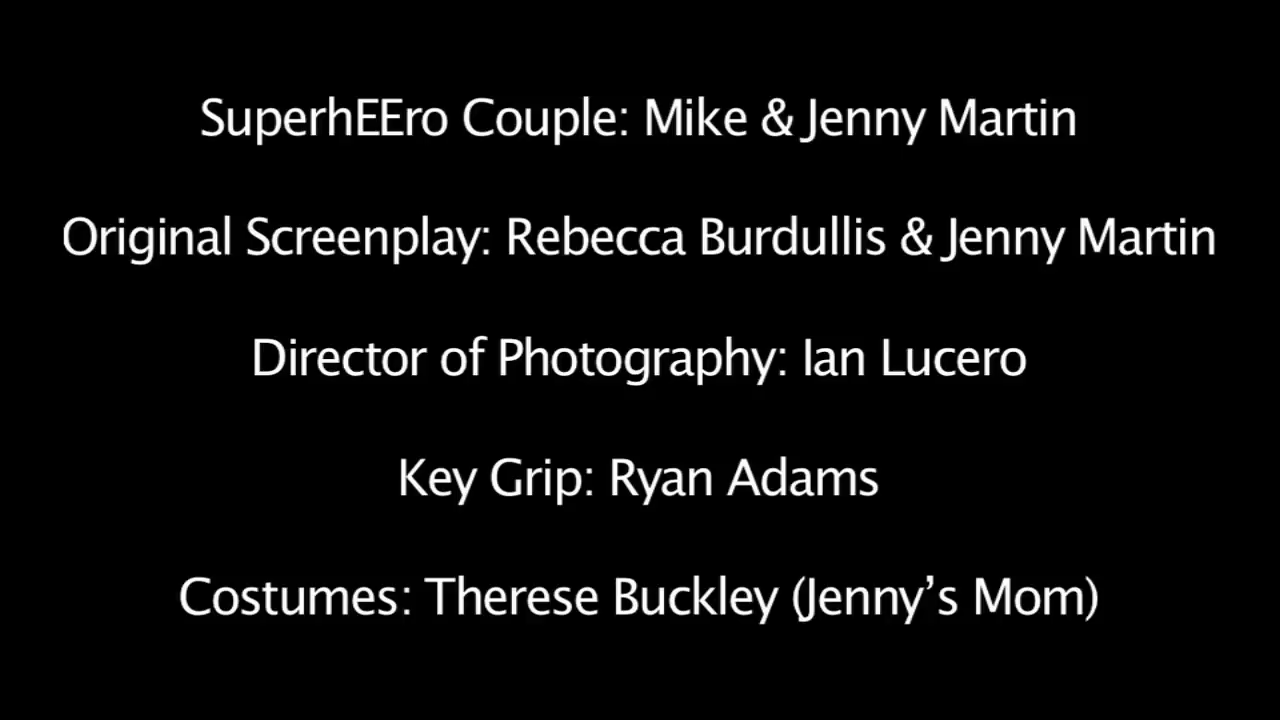 SuperhEEro Couple: Mike & Jenny Martin
Original Screenplay: Rebecca Burdullis & Jenny Martin
Director of Photography: Ian Lucero
Key Grip: Ryan Adams
Costumes: Therese Buckley (Jenny’s Mom)